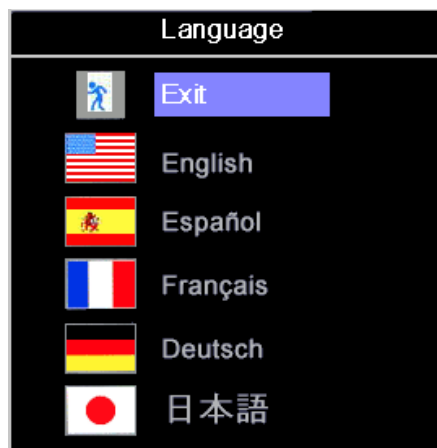 Language
Exit
English
Español
Français
Deutsch
日本語